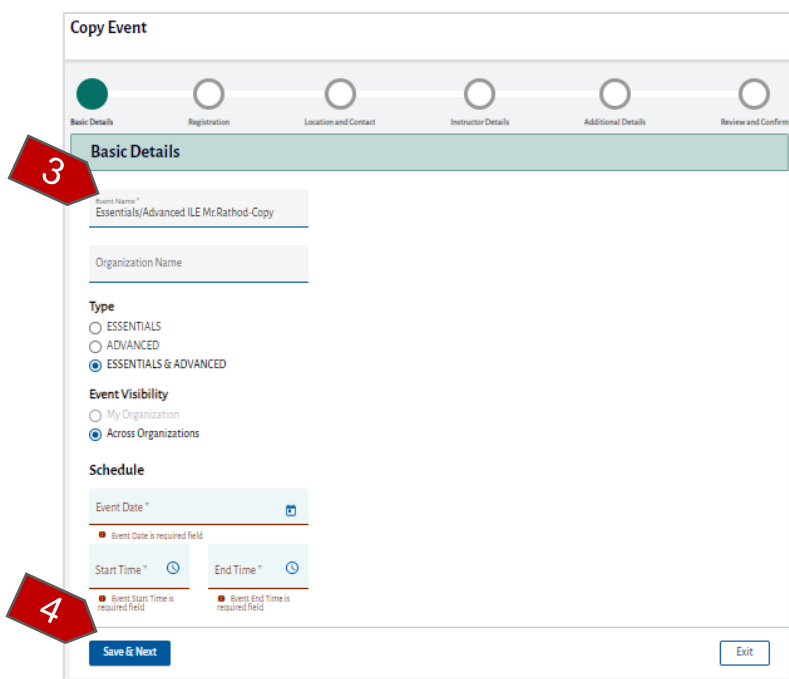 Copy Event
Basic Details
Registration
Location and Contact
Instructor Details
Additional Details
Review and Confirm
Basic Details
3
Event Name *
Essentials/Advanced ILE Mr.Rathod-Copy
Organization Name
Type
ESSENTIALS
ADVANCED
ESSENTIALS & ADVANCED
Event Visibility
My Organization
Across Organizations
Schedule
Event Date *
Event Date is required field
Start Time *
End Time *
Event Start Time is
required field
Event End Time is
required field
4
Save & Next
Exit